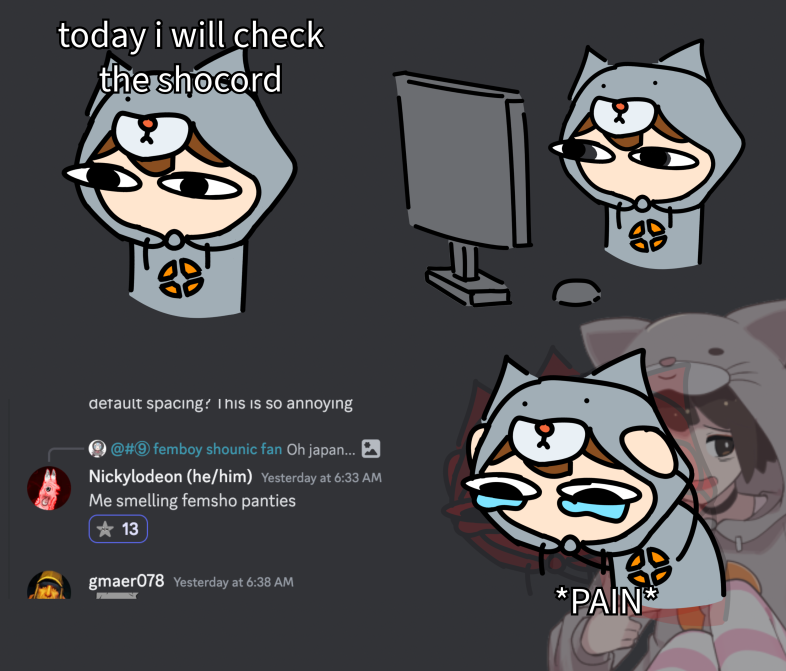 today i will check
the shocord
default spacing? This is so annoying
@#⑨ femboy shounic fan Oh japan...
Nickylodeon (he/him) Yesterday at 6:33 AM
Me smelling femsho panties
13
gmaer078 Yesterday at 6:38 AM
*PAIN*